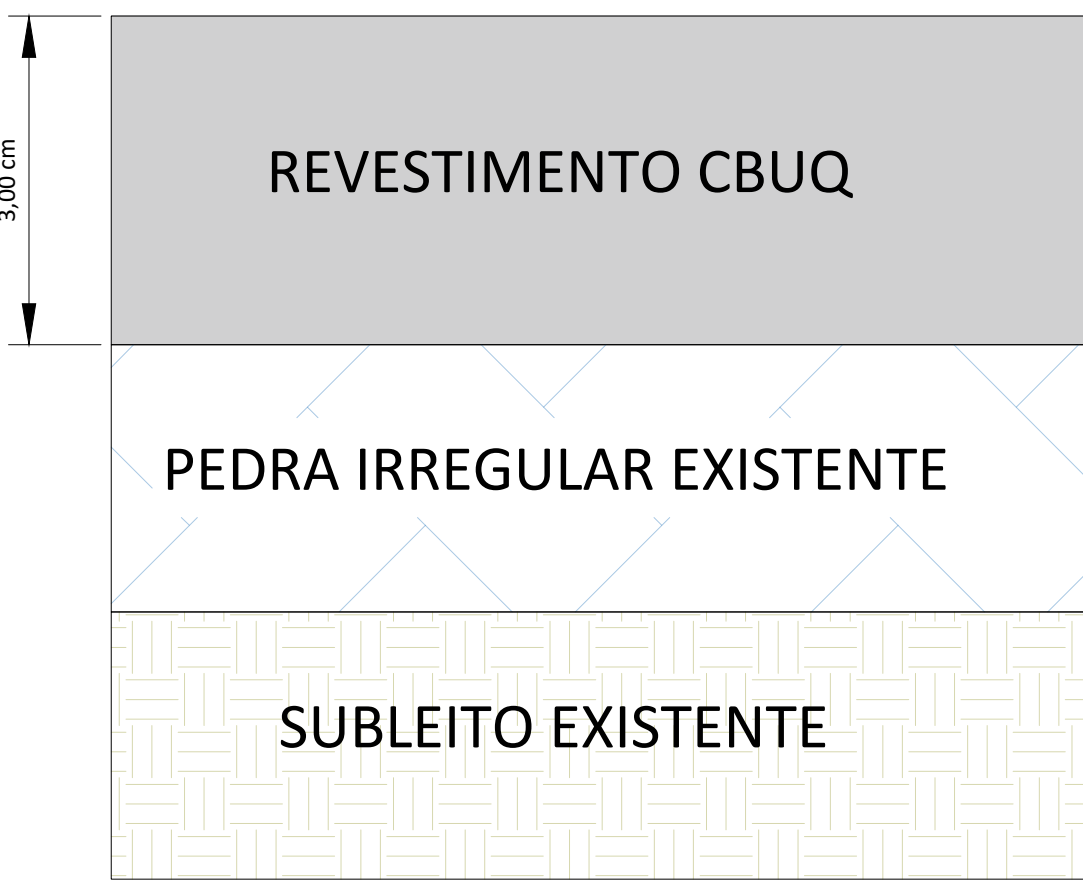 3,00 cm
REVESTIMENTO CBUQ
PEDRA IRREGULAR EXISTENTE
SUBLEITO EXISTENTE